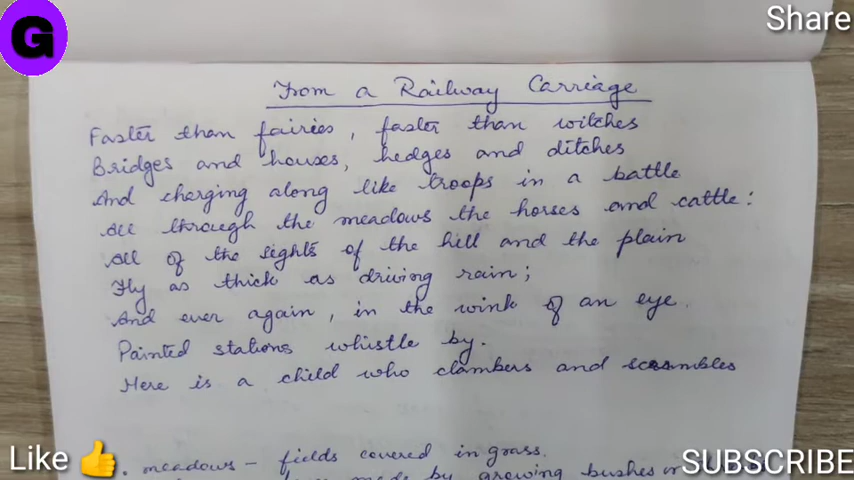 G
Share
From a Railway Carriage
Faster than fairies, faster than witches
Bridges and houses, hedges and ditches
And charging along like troops in a battle
All through the meadows the horses and cattle:
All of the sights of the hill and the plain
Fly as thick as driving rain;
And ever again, in the wink of an eye.
Painted stations whistle by.
Here is a child who clambers and scrambles
. meadows – fields covered in grass.
made by growing bushes
Like 👍
SUBSCRIBE